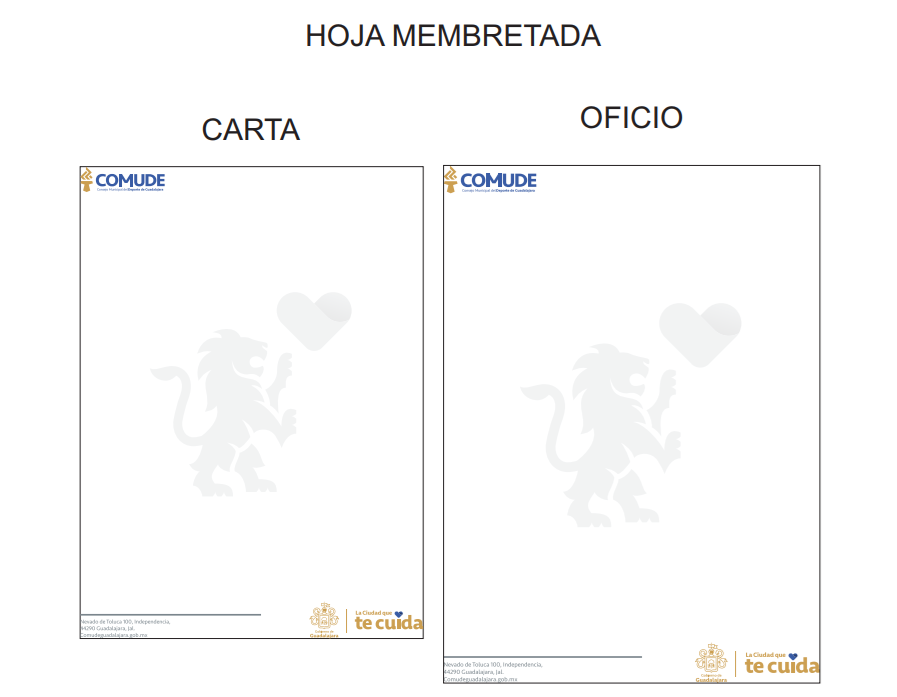 HOJA MEMBRETADA
CARTA
COMUDE
Consejo Municipal de Deporte de Guadalajara
Nevado de Toluca 100, Independencia,
44290 Guadalajara, Jal.
Comudeguadalajara.gob.mx
Gobierno de
Guadalajara
La Ciudad que
te cuida
OFICIO
COMUDE
Consejo Municipal de Deporte de Guadalajara
Nevado de Toluca 100, Independencia,
44290 Guadalajara, Jal.
Comudeguadalajara.gob.mx
Gobierno de
Guadalajara
La Ciudad que
te cuida